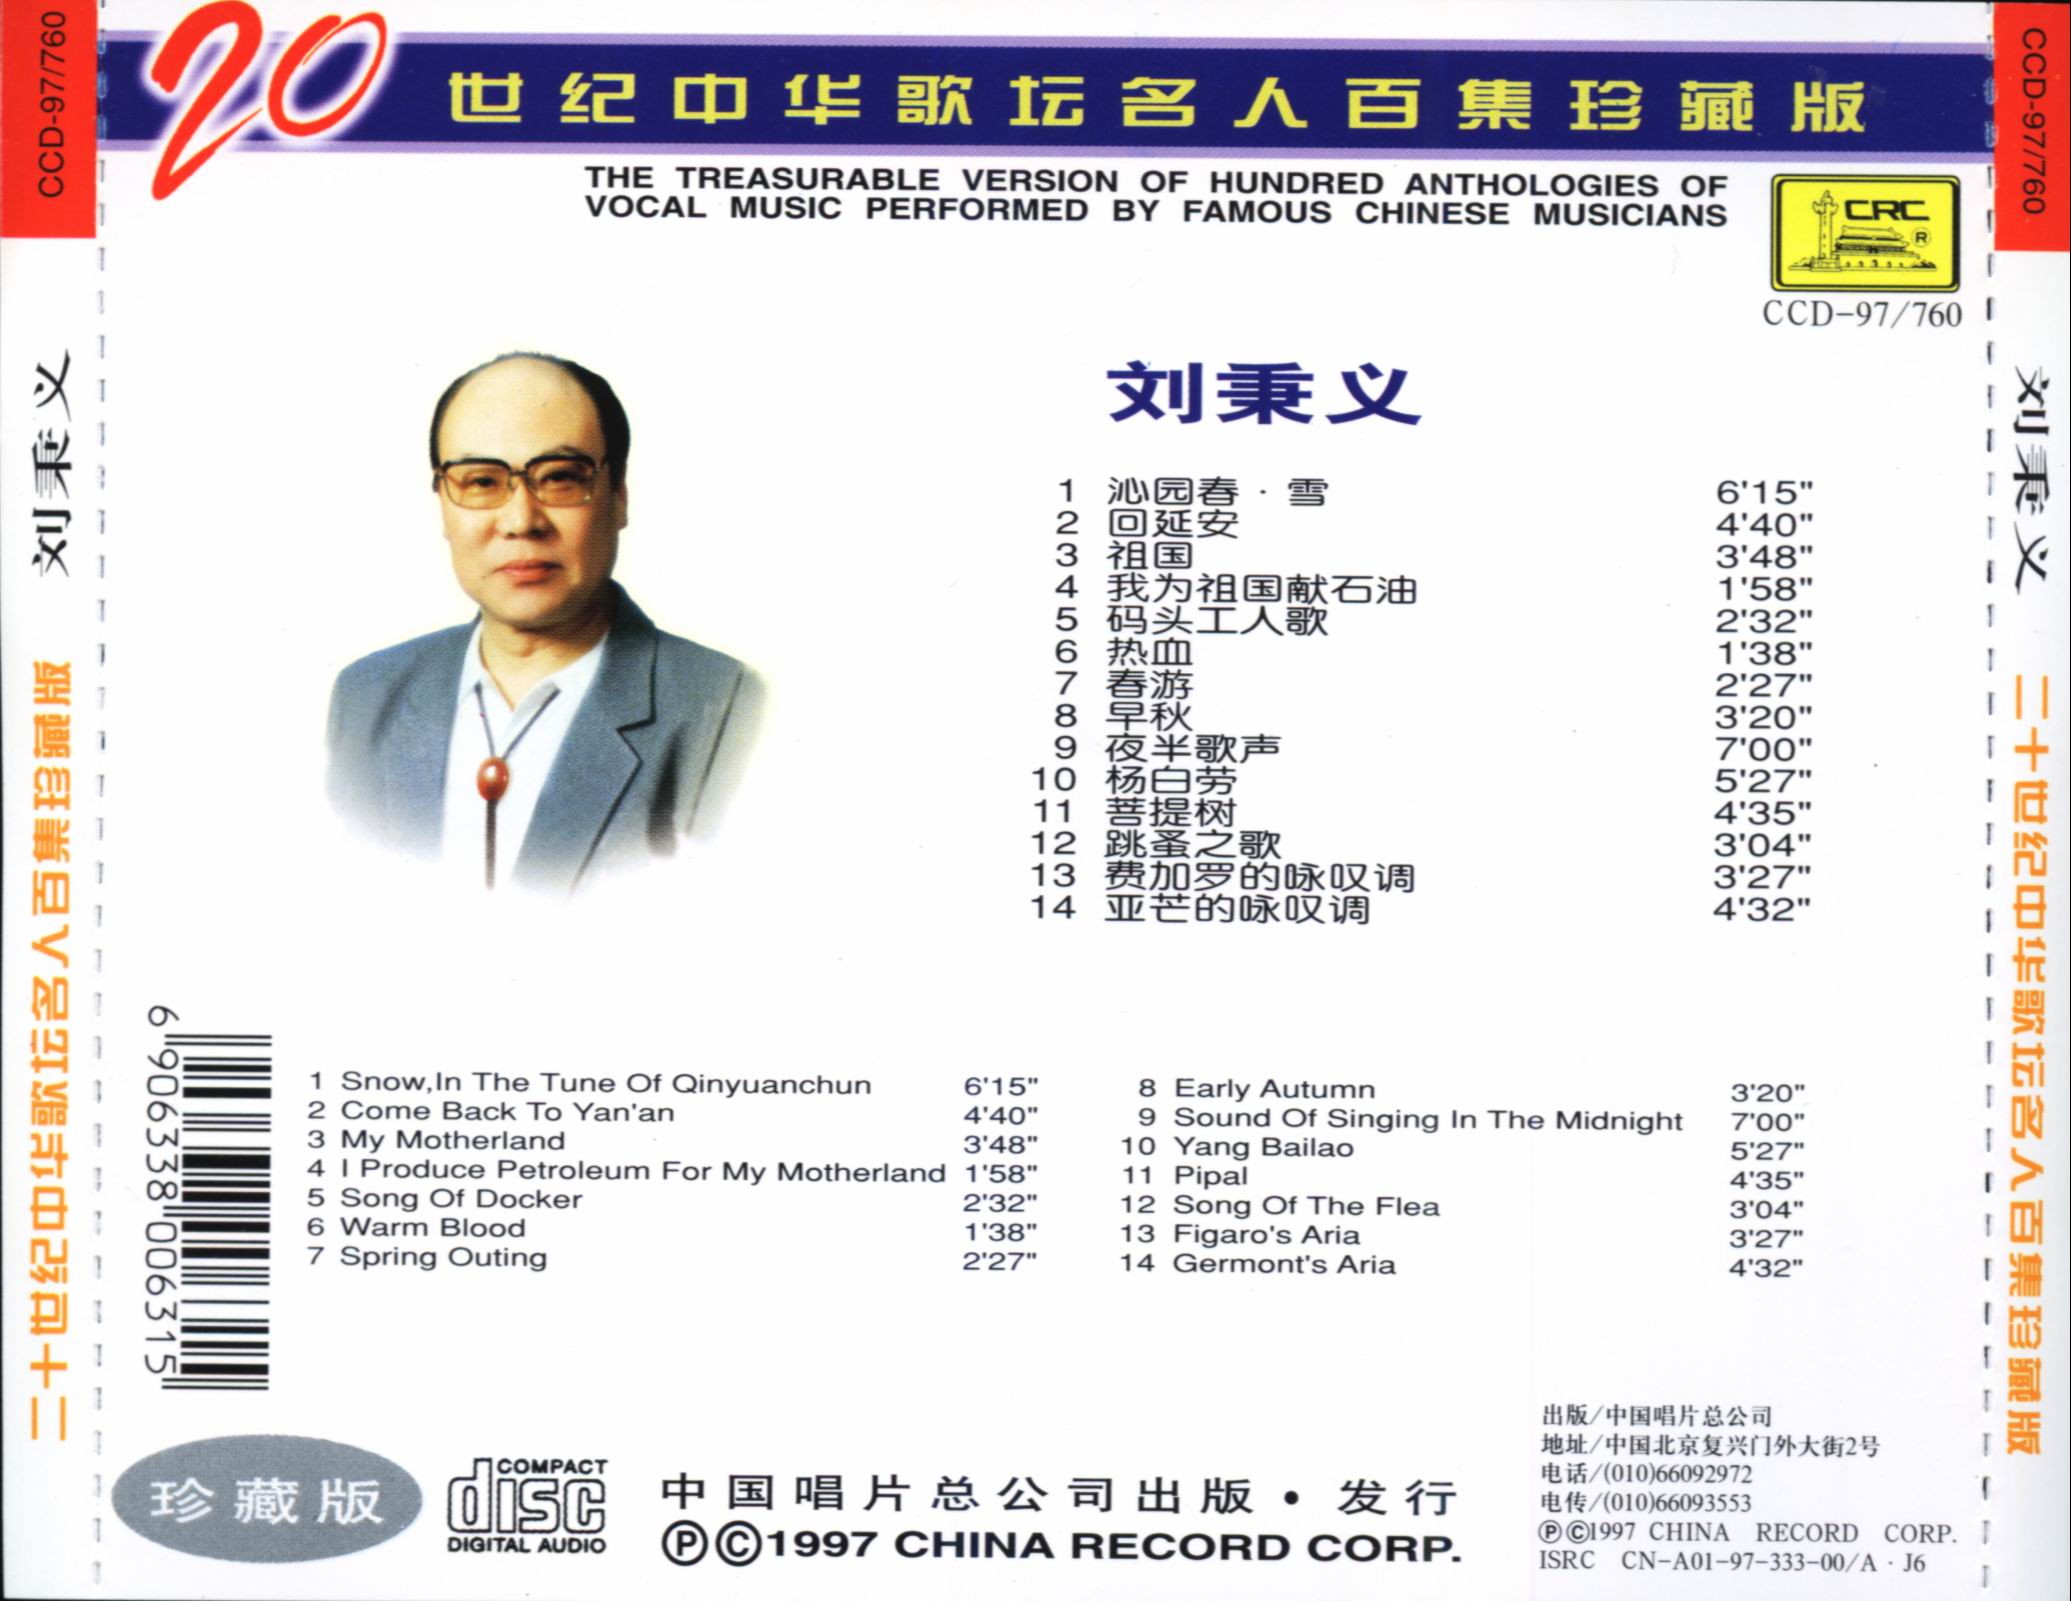 CCD-97/760
刘秉义
二十世纪中华歌坛名人百集珍藏版
20世纪中华歌坛名人百集珍藏版
THE TREASURABLE VERSION OF HUNDRED ANTHOLOGIES OF
VOCAL MUSIC PERFORMED BY FAMOUS CHINESE MUSICIANS
CRC
®
CCD-97/760
刘秉义
1 沁园春·雪 6'15"
2 回延安 4'40"
3 祖国 3'48"
4 我为祖国献石油 1'58"
5 码头工人歌 2'32"
6 热血 1'38"
7 春游 2'27"
8 早秋 3'20"
9 夜半歌声 7'00"
10 杨白劳 5'27"
11 菩提树 4'35"
12 跳蚤之歌 3'04"
13 费加罗的咏叹调 3'27"
14 亚芒的咏叹调 4'32"
1 Snow,In The Tune Of Qinyuanchun 6'15"
2 Come Back To Yan'an 4'40"
3 My Motherland 3'48"
4 I Produce Petroleum For My Motherland 1'58"
5 Song Of Docker 2'32"
6 Warm Blood 1'38"
7 Spring Outing 2'27"
8 Early Autumn 3'20"
9 Sound Of Singing In The Midnight 7'00"
10 Yang Bailao 5'27"
11 Pipal 4'35"
12 Song Of The Flea 3'04"
13 Figaro's Aria 3'27"
14 Germont's Aria 4'32"
6 906338 006315
珍藏版
COMPACT
disc
DIGITAL AUDIO
中国唱片总公司出版·发行
ⓅⒸ1997 CHINA RECORD CORP.
出版/中国唱片总公司
地址/中国北京复兴门外大街2号
电话/(010)66092972
电传/(010)66093553
ⓅⒸ1997 CHINA RECORD CORP.
ISRC CN-A01-97-333-00/A·J6
CCD-97/760
刘秉义
二十世纪中华歌坛名人百集珍藏版